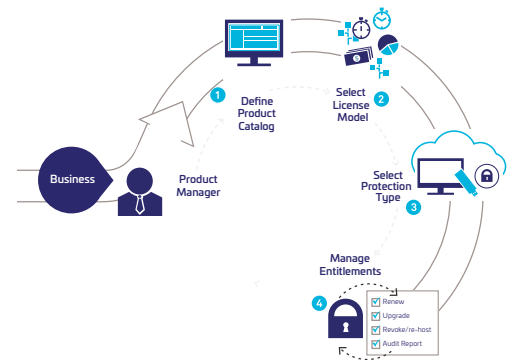 Business
Product
Manager
1
Define
Product
Catalog
Select
License
Model
2
$
Select
Protection
Type
3
Manage
Entitlements
4
Renew
Upgrade
Revoke/re-host
Audit Report